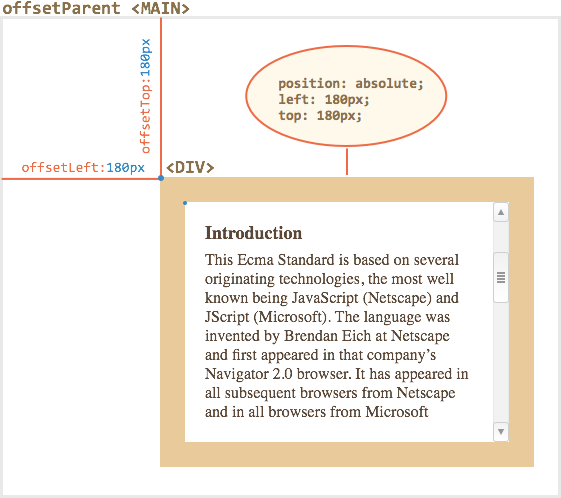 offsetParent <MAIN>
offsetTop:180px
position: absolute;
left: 180px;
top: 180px;
offsetLeft:180px
<DIV>
Introduction
This Ecma Standard is based on several
originating technologies, the most well
known being JavaScript (Netscape) and
JScript (Microsoft). The language was
invented by Brendan Eich at Netscape
and first appeared in that company’s
Navigator 2.0 browser. It has appeared in
all subsequent browsers from Netscape
and in all browsers from Microsoft